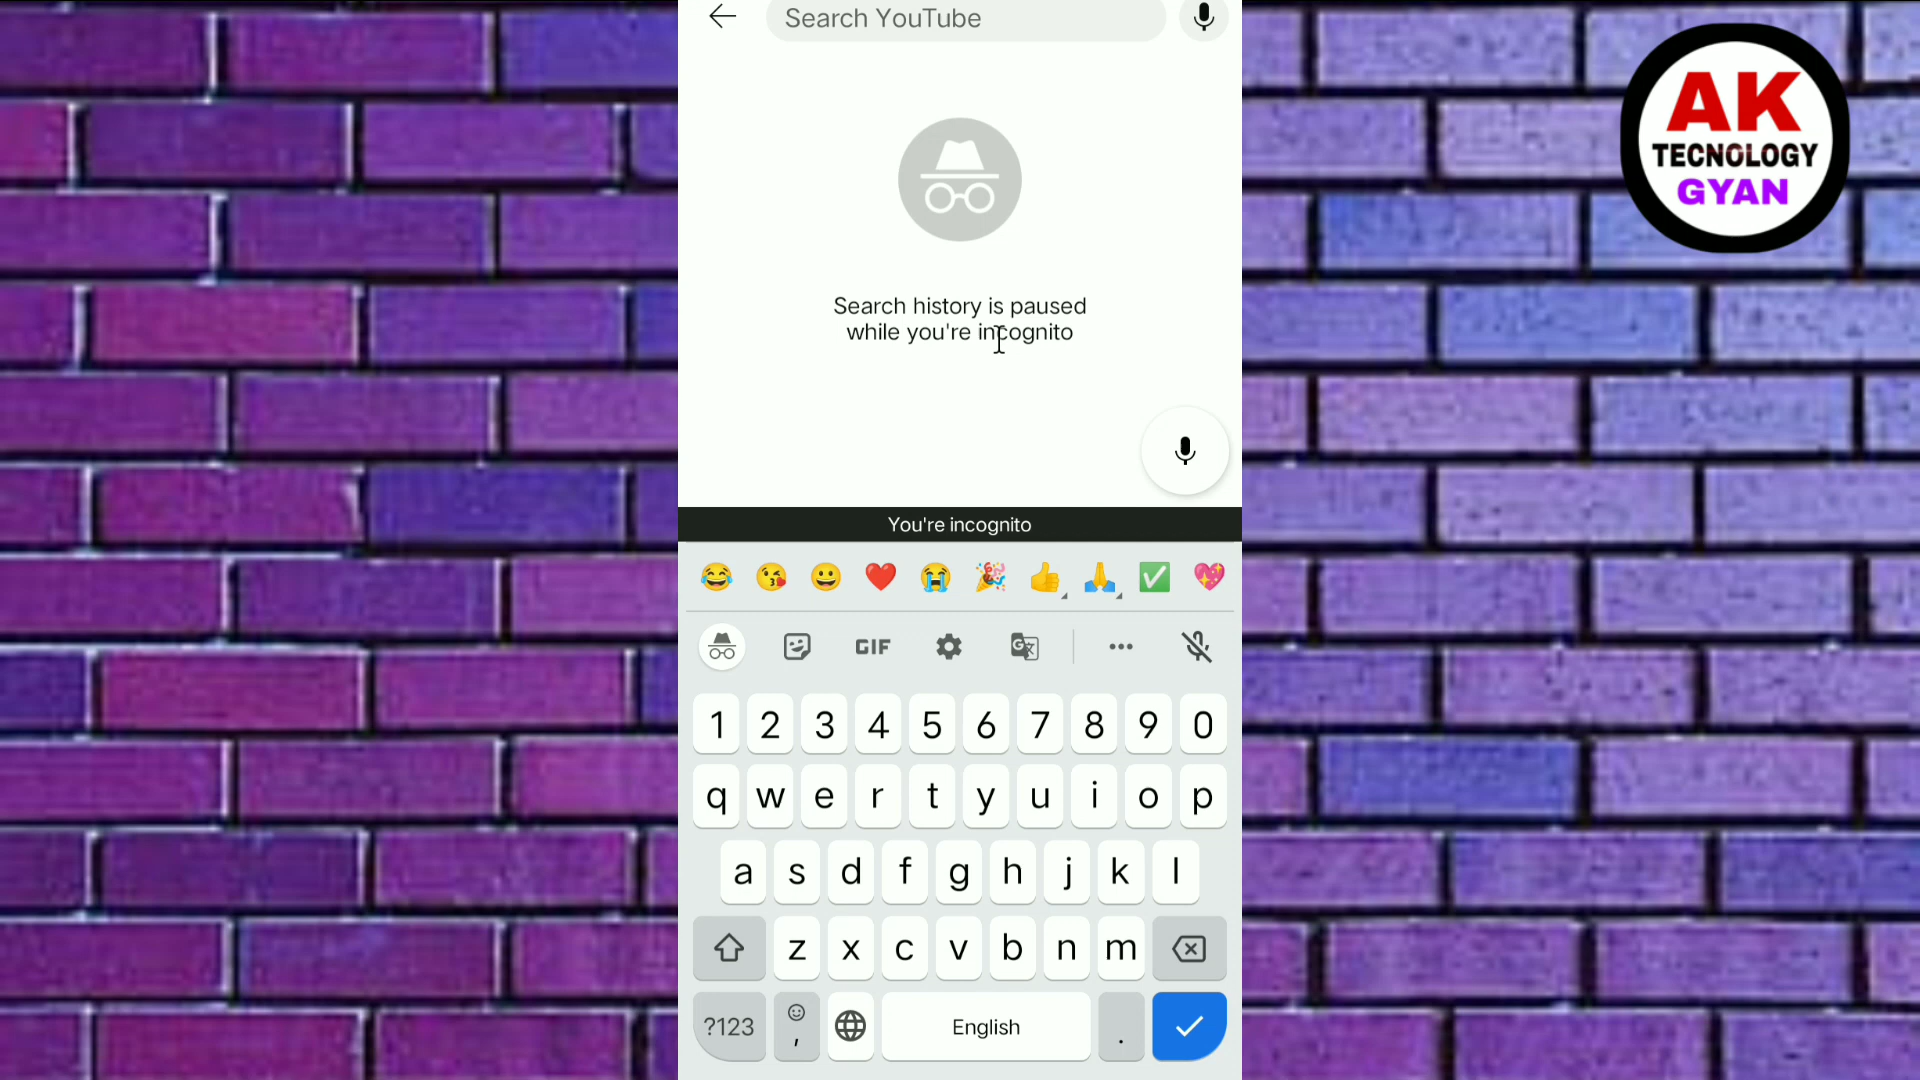 Search YouTube
AK
TECNOLOGY
GYAN
Search history is paused
while you're incognito
You're incognito
GIF
1 2 3 4 5 6 7 8 9 0
q w e r t y u i o p
a s d f g h j k l
z x c v b n m
?123 , English .